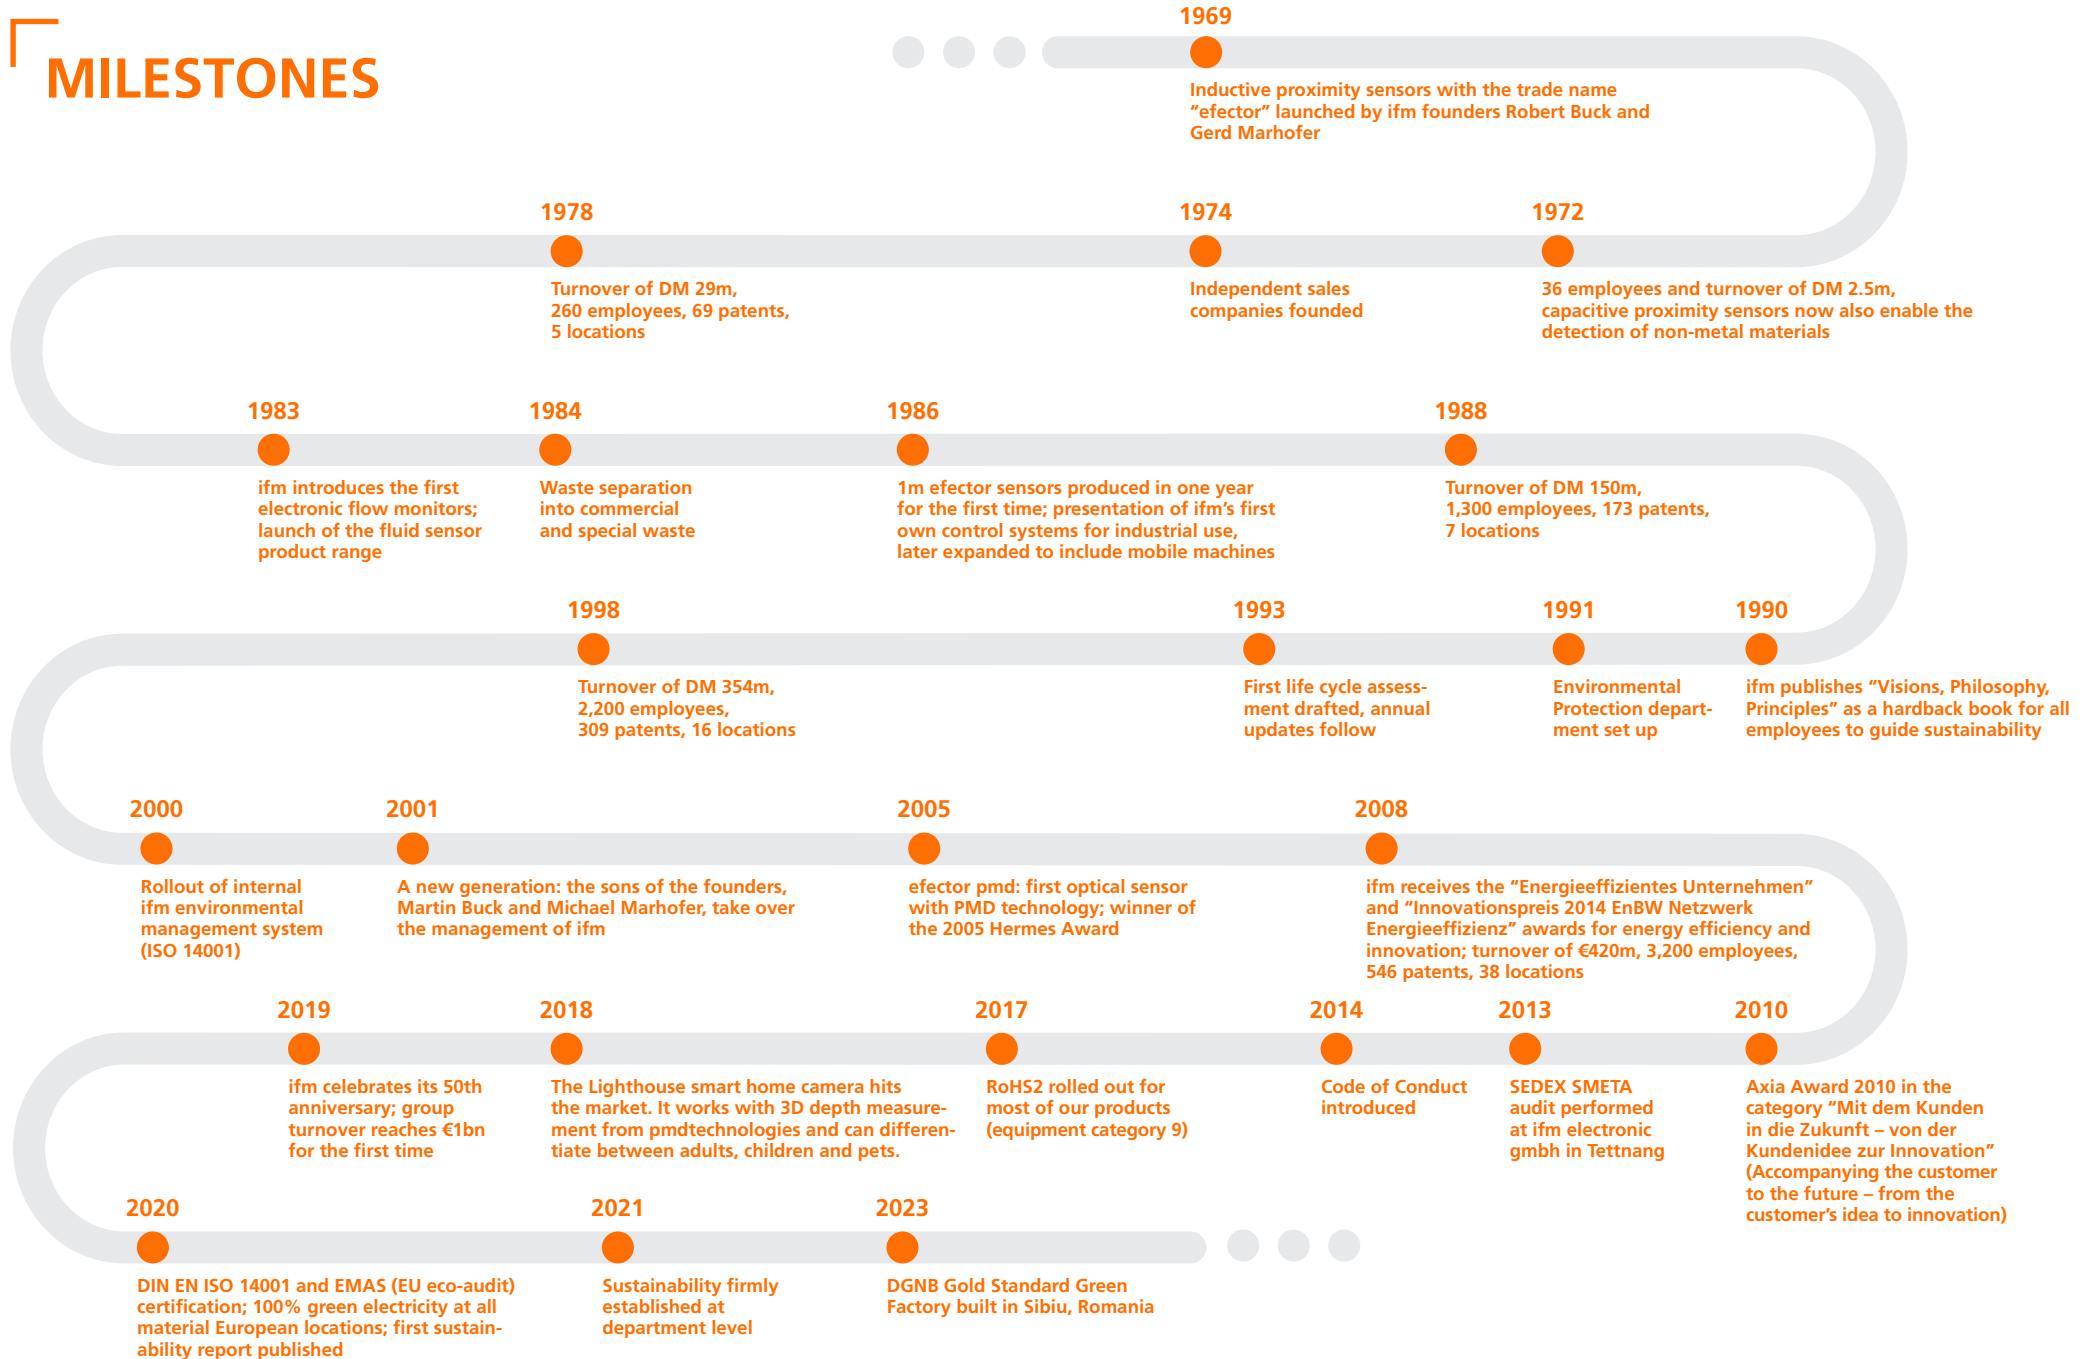 MILESTONES
1969
Inductive proximity sensors with the trade name
“efector” launched by ifm founders Robert Buck and
Gerd Marhofer
1972
36 employees and turnover of DM 2.5m,
capacitive proximity sensors now also enable the
detection of non-metal materials
1974
Independent sales
companies founded
1978
Turnover of DM 29m,
260 employees, 69 patents,
5 locations
1983
ifm introduces the first
electronic flow monitors;
launch of the fluid sensor
product range
1984
Waste separation
into commercial
and special waste
1986
1m efector sensors produced in one year
for the first time; presentation of ifm’s first
own control systems for industrial use,
later expanded to include mobile machines
1988
Turnover of DM 150m,
1,300 employees, 173 patents,
7 locations
1990
ifm publishes “Visions, Philosophy,
Principles” as a hardback book for all
employees to guide sustainability
1991
Environmental
Protection depart-
ment set up
1993
First life cycle assess-
ment drafted, annual
updates follow
1998
Turnover of DM 354m,
2,200 employees,
309 patents, 16 locations
2000
Rollout of internal
ifm environmental
management system
(ISO 14001)
2001
A new generation: the sons of the founders,
Martin Buck and Michael Marhofer, take over
the management of ifm
2005
efector pmd: first optical sensor
with PMD technology; winner of
the 2005 Hermes Award
2008
ifm receives the “Energieeffizientes Unternehmen”
and “Innovationspreis 2014 EnBW Netzwerk
Energieeffizienz” awards for energy efficiency and
innovation; turnover of €420m, 3,200 employees,
546 patents, 38 locations
2010
Axia Award 2010 in the
category “Mit dem Kunden
in die Zukunft – von der
Kundenidee zur Innovation”
(Accompanying the customer
to the future – from the
customer’s idea to innovation)
2013
SEDEX SMETA
audit performed
at ifm electronic
gmbh in Tettnang
2014
Code of Conduct
introduced
2017
RoHS2 rolled out for
most of our products
(equipment category 9)
2018
The Lighthouse smart home camera hits
the market. It works with 3D depth measure-
ment from pmdtechnologies and can differen-
tiate between adults, children and pets.
2019
ifm celebrates its 50th
anniversary; group
turnover reaches €1bn
for the first time
2020
DIN EN ISO 14001 and EMAS (EU eco-audit)
certification; 100% green electricity at all
material European locations; first sustain-
ability report published
2021
Sustainability firmly
established at
department level
2023
DGNB Gold Standard Green
Factory built in Sibiu, Romania